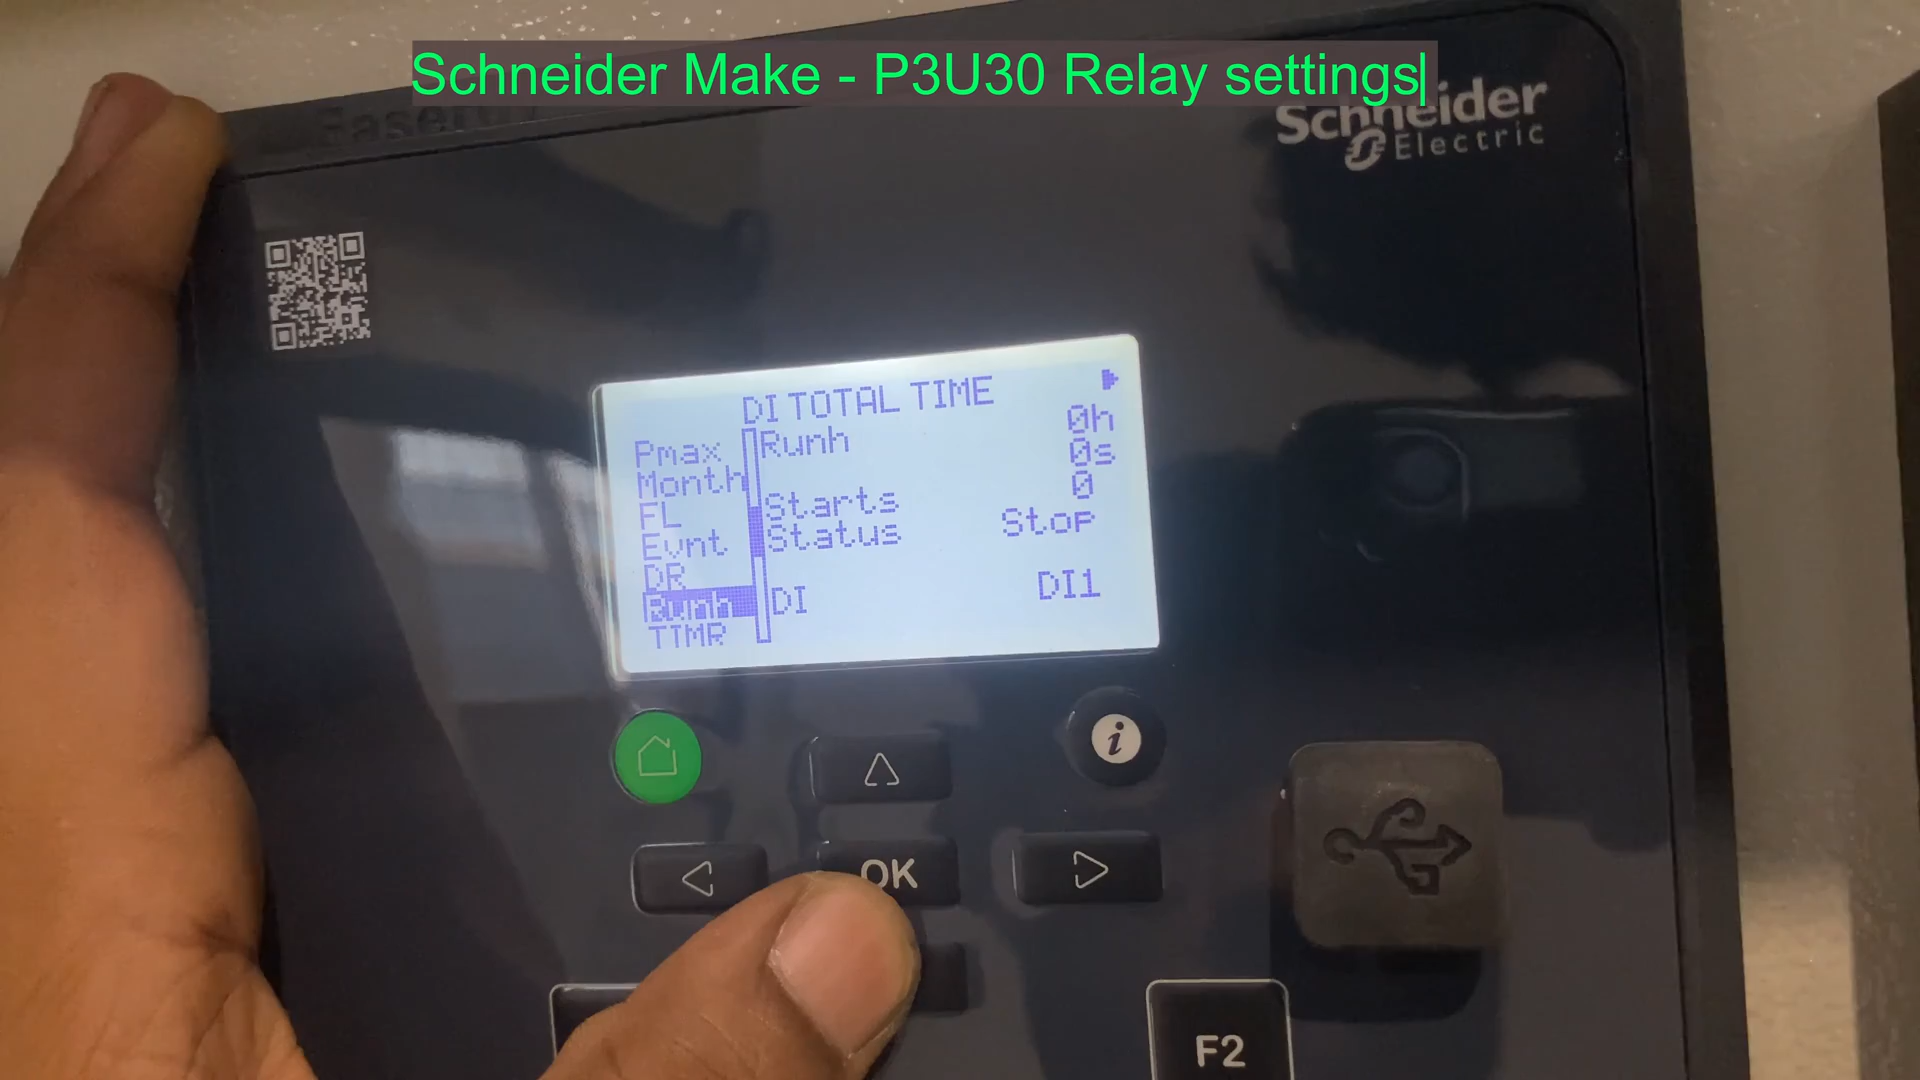 Schneider Make - P3U30 Relay settings
Schneider
Electric
DI TOTAL TIME
Pmax
Month
FL
Evnt
DR
Runh
TIMR
Runh 0h
0s
Starts 0
Status Stop
DI DI1
i
OK
F2